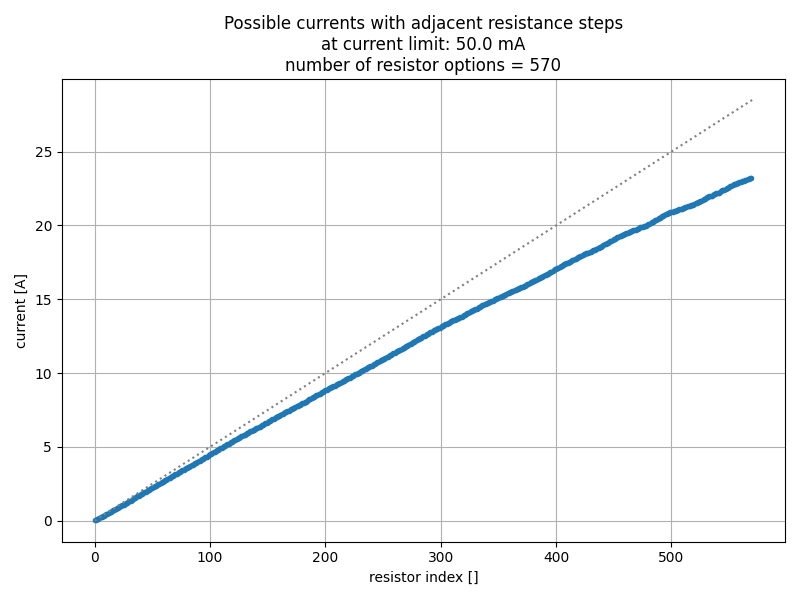 Possible currents with adjacent resistance steps
at current limit: 50.0 mA
number of resistor options = 570
25
20
15
10
5
0
current [A]
0 100 200 300 400 500
resistor index []